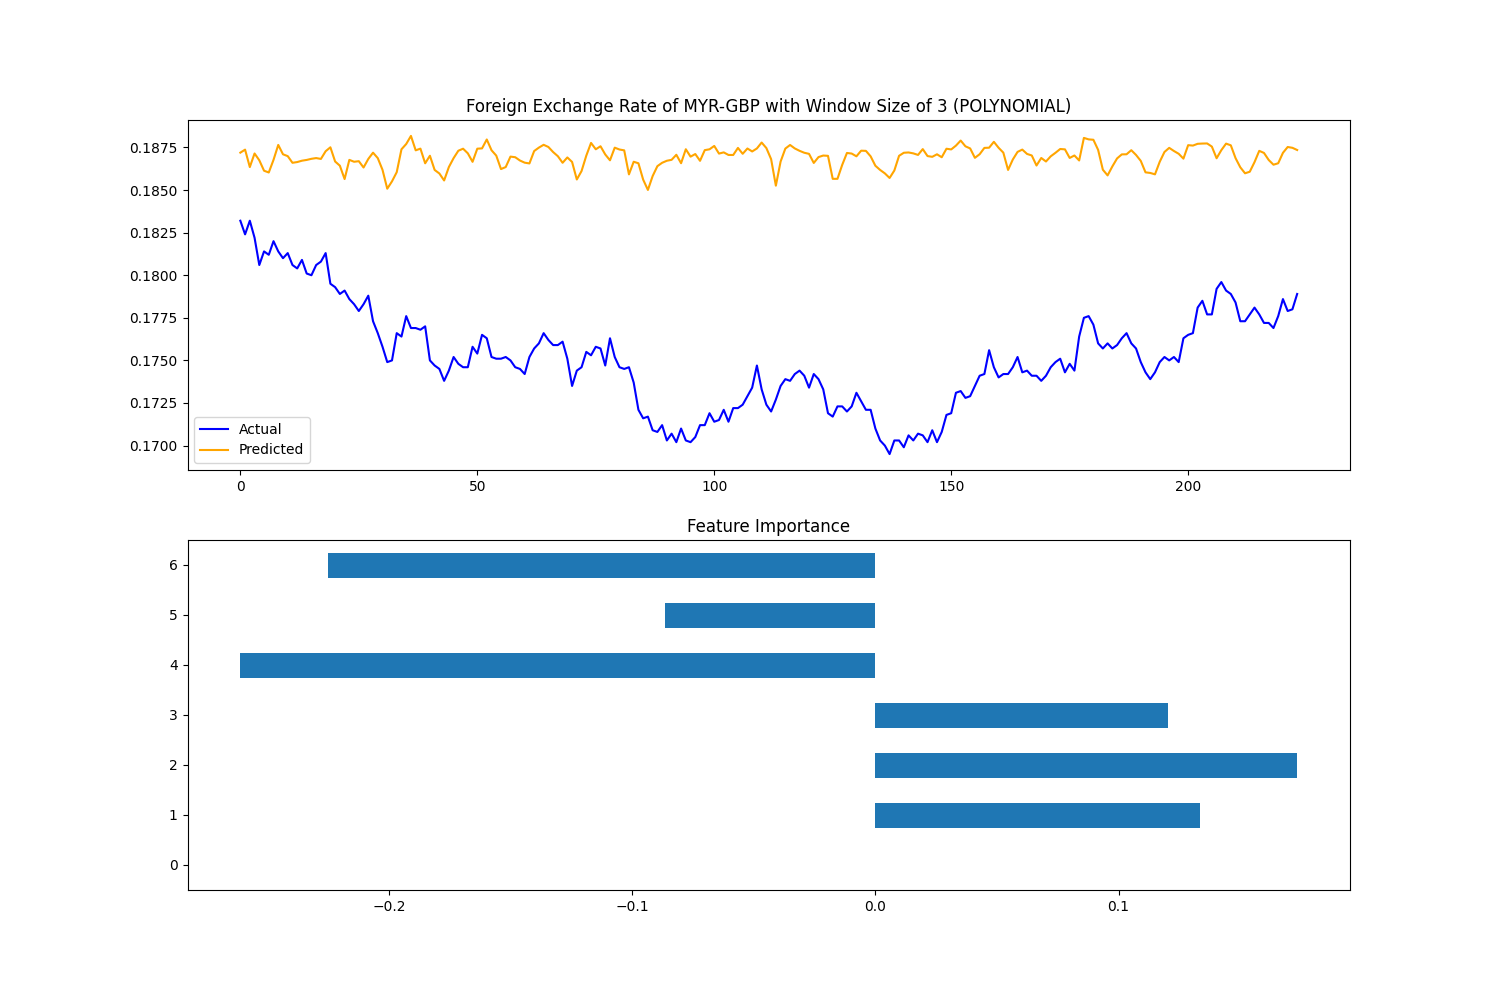 Foreign Exchange Rate of MYR-GBP with Window Size of 3 (POLYNOMIAL)
0.1875
0.1850
0.1825
0.1800
0.1775
0.1750
0.1725
0.1700
Actual
Predicted
0 50 100 150 200
Feature Importance
6
5
4
3
2
1
0
−0.2 −0.1 0.0 0.1